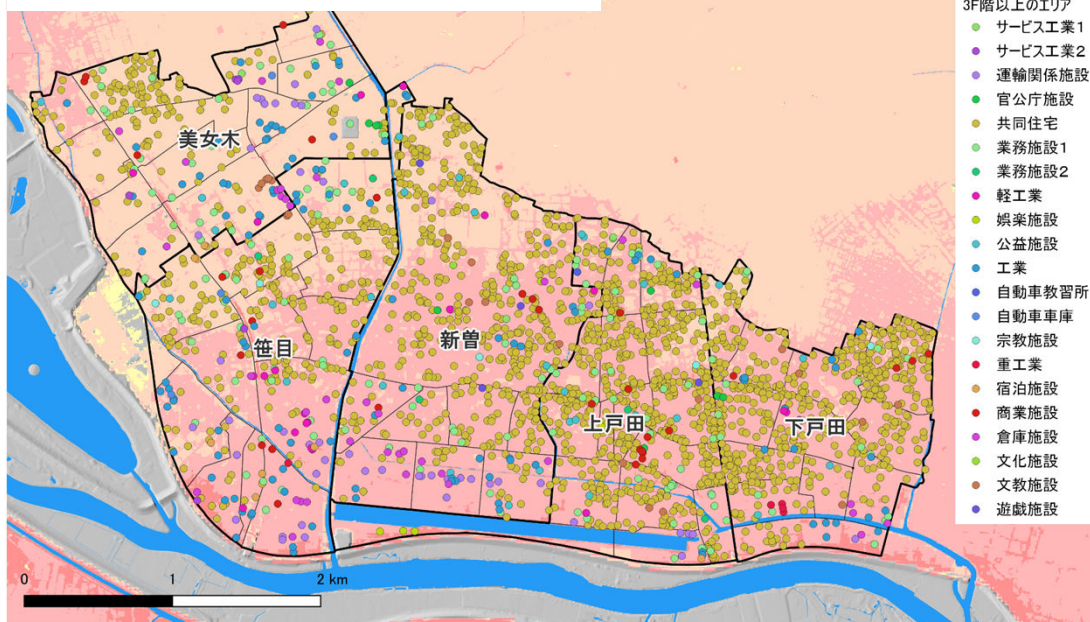 3F階以上のエリア
サービス工業1
サービス工業2
運輸関係施設
官公庁施設
共同住宅
業務施設1
業務施設2
軽工業
娯楽施設
公益施設
工業
自動車教習所
自動車車庫
宗教施設
重工業
宿泊施設
商業施設
倉庫施設
文化施設
文教施設
遊戯施設
美女木
笹目
新曽
上戸田
下戸田
0 1 2 km